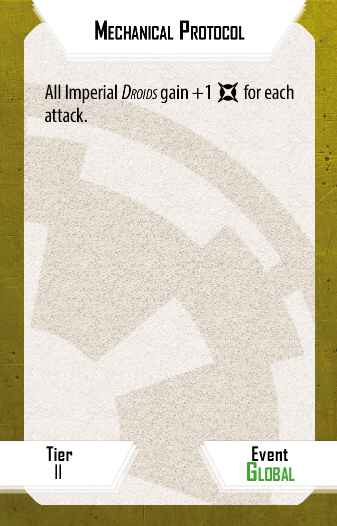 Mechanical Protocol
All Imperial Droids gain +1 for each
attack.
Tier
II
Event
Global